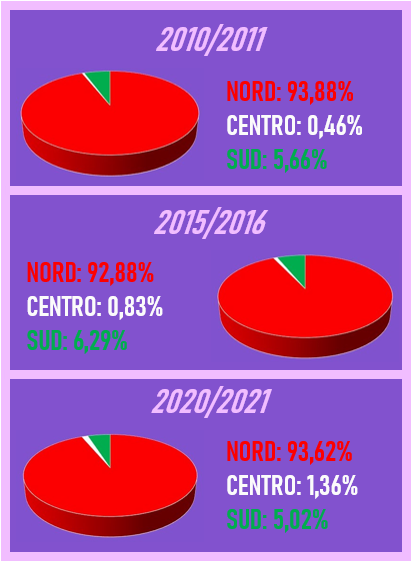 2010/2011
NORD: 93,88%
CENTRO: 0,46%
SUD: 5,66%
2015/2016
NORD: 92,88%
CENTRO: 0,83%
SUD: 6,29%
2020/2021
NORD: 93,62%
CENTRO: 1,36%
SUD: 5,02%